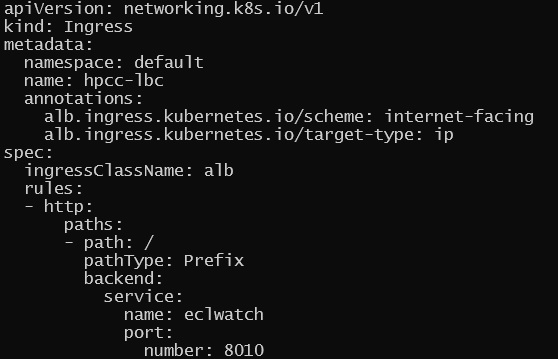 apiVersion: networking.k8s.io/v1
kind: Ingress
metadata:
  namespace: default
  name: hpcc-lbc
  annotations:
    alb.ingress.kubernetes.io/scheme: internet-facing
    alb.ingress.kubernetes.io/target-type: ip
spec:
  ingressClassName: alb
  rules:
  - http:
      paths:
      - path: /
        pathType: Prefix
        backend:
          service:
            name: eclwatch
            port:
              number: 8010